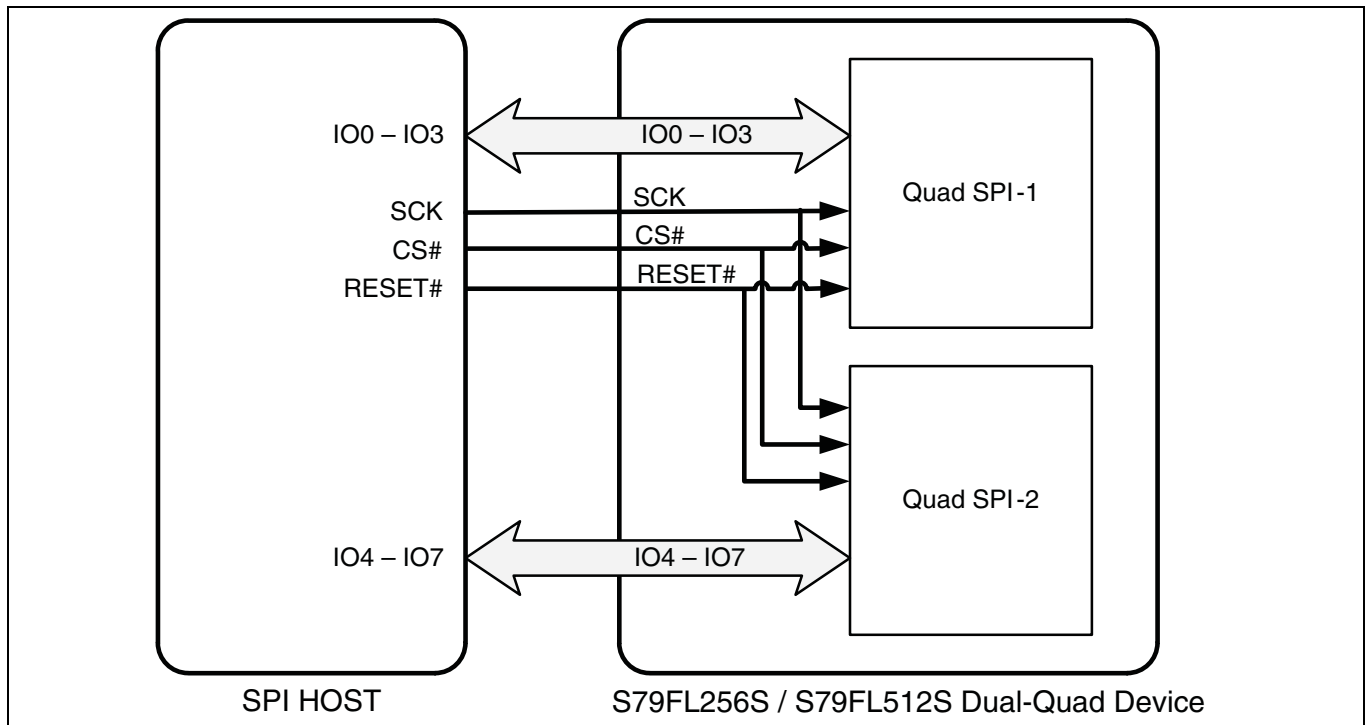 IO0 – IO3
IO0 – IO3
Quad SPI-1
SCK
SCK
CS#
CS#
RESET#
RESET#
Quad SPI-2
IO4 – IO7
IO4 – IO7
SPI HOST
S79FL256S / S79FL512S Dual-Quad Device